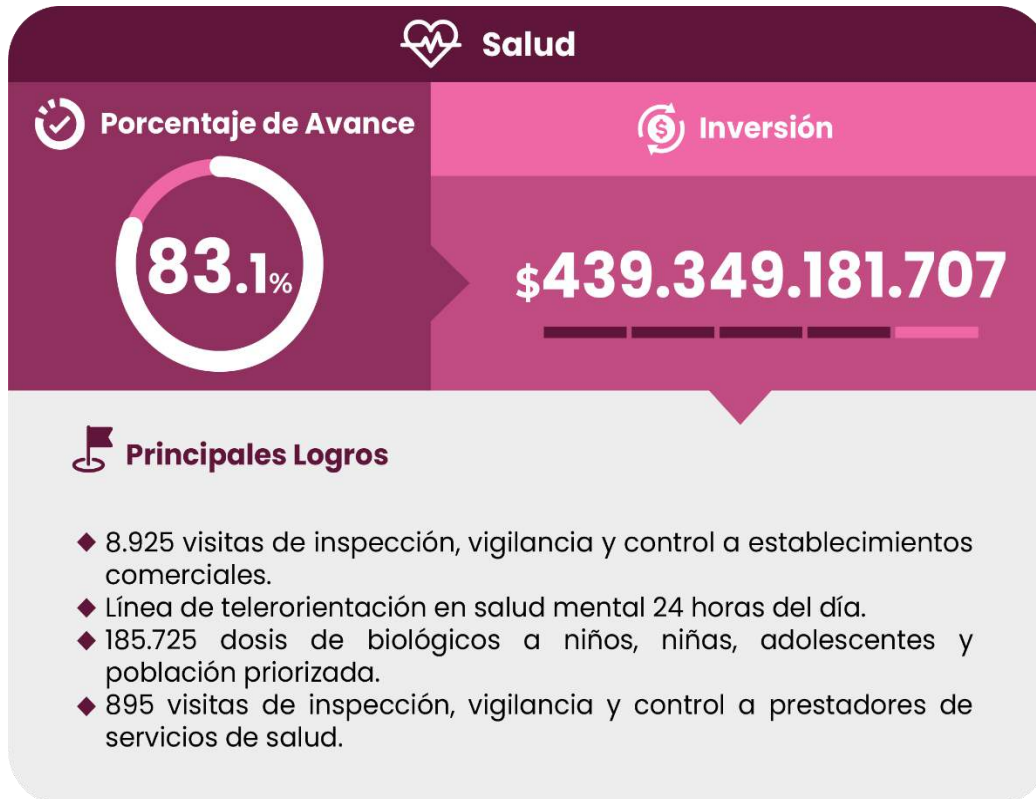 Salud
Porcentaje de Avance
83.1%
Inversión
$439.349.181.707
Principales Logros
◆ 8.925 visitas de inspección, vigilancia y control a establecimientos
comerciales.
◆ Línea de telerorientación en salud mental 24 horas del día.
◆ 185.725 dosis de biológicos a niños, niñas, adolescentes y
población priorizada.
◆ 895 visitas de inspección, vigilancia y control a prestadores de
servicios de salud.